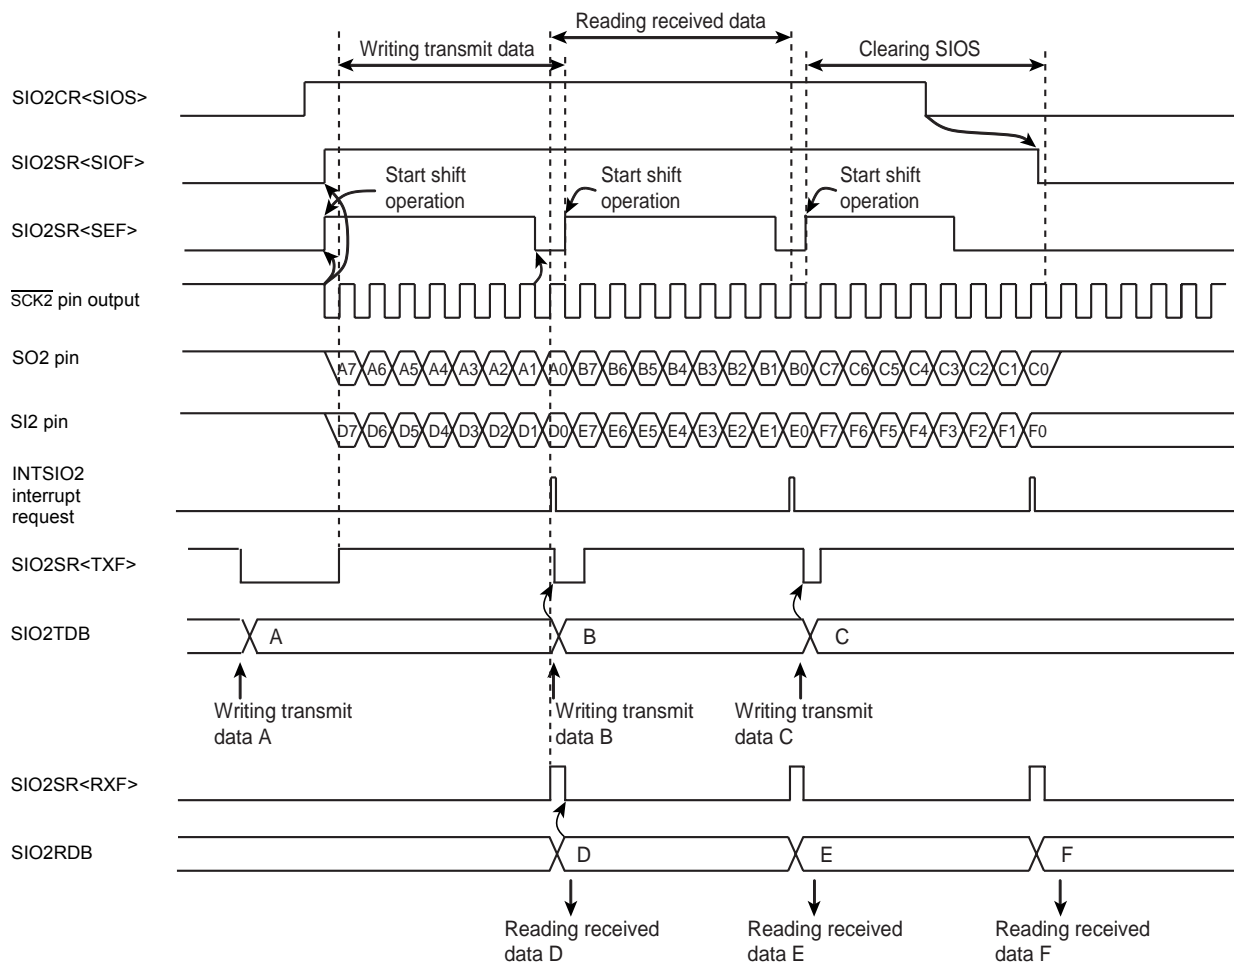 Reading received data
Writing transmit data
Clearing SIOS
SIO2CR<SIOS>
SIO2SR<SIOF>
Start shift
operation
Start shift
operation
Start shift
operation
SIO2SR<SEF>
SCK2 pin output
SO2 pin
A7 A6 A5 A4 A3 A2 A1 A0 B7 B6 B5 B4 B3 B2 B1 B0 C7 C6 C5 C4 C3 C2 C1 C0
SI2 pin
D7 D6 D5 D4 D3 D2 D1 D0 E7 E6 E5 E4 E3 E2 E1 E0 F7 F6 F5 F4 F3 F2 F1 F0
INTSIO2
interrupt
request
SIO2SR<TXF>
SIO2TDB
A B C
Writing transmit
data A
Writing transmit
data B
Writing transmit
data C
SIO2SR<RXF>
SIO2RDB
D E F
Reading received
data D
Reading received
data E
Reading received
data F